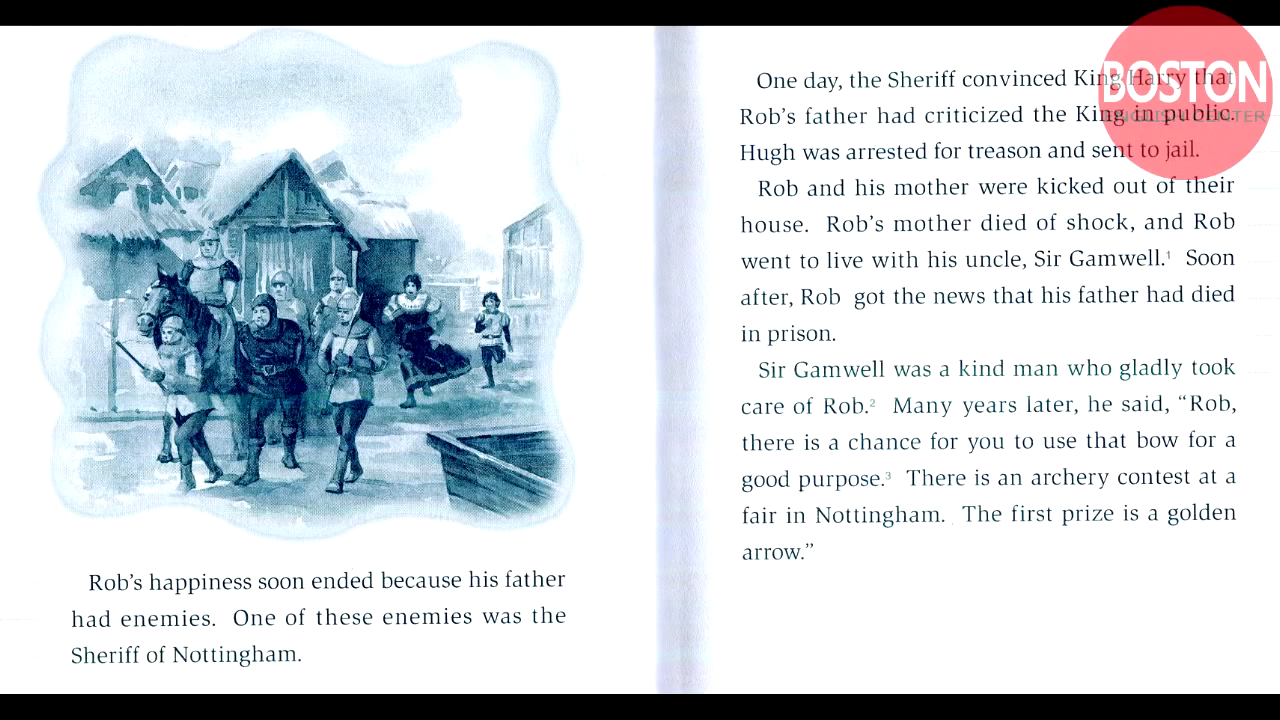 Rob's happiness soon ended because his father
had enemies. One of these enemies was the
Sheriff of Nottingham.
One day, the Sheriff convinced King Harry that
Rob's father had criticized the King in public.
Hugh was arrested for treason and sent to jail.
Rob and his mother were kicked out of their
house. Rob's mother died of shock, and Rob
went to live with his uncle, Sir Gamwell.¹ Soon
after, Rob got the news that his father had died
in prison.
Sir Gamwell was a kind man who gladly took
care of Rob.² Many years later, he said, “Rob,
there is a chance for you to use that bow for a
good purpose.³ There is an archery contest at a
fair in Nottingham. The first prize is a golden
arrow.”
BOSTON
ENGLISH CENTER